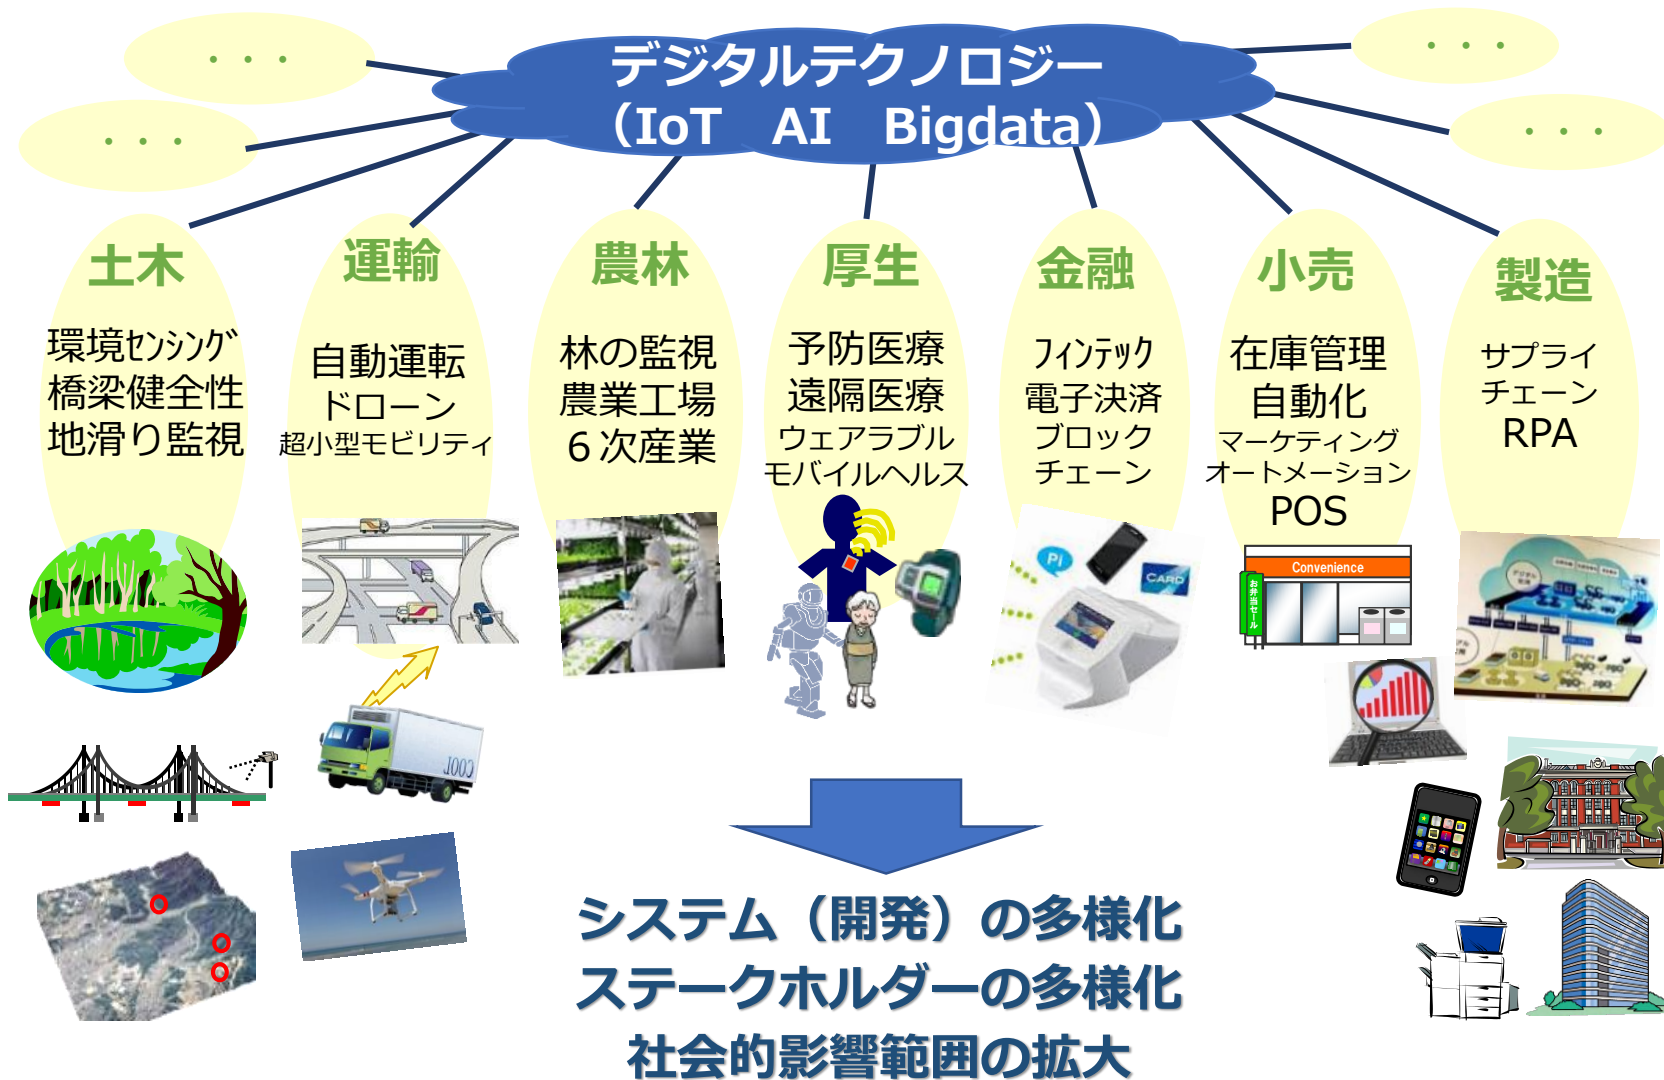 デジタルテクノロジー
（IoT　AI　Bigdata）
・・・
・・・
・・・
・・・
土木
環境ｾﾝｼﾝｸﾞ
橋梁健全性
地滑り監視
運輸
自動運転
ドローン
超小型モビリティ
農林
林の監視
農業工場
６次産業
厚生
予防医療
遠隔医療
ウェアラブル
モバイルヘルス
金融
ﾌｨﾝﾃｯｸ
電子決済
ブロック
チェーン
小売
在庫管理
自動化
マーケティング
オートメーション
POS
製造
サプライ
チェーン
RPA
Pi
CARD
Convenience
お弁当セール
COOL
システム（開発）の多様化
ステークホルダーの多様化
社会的影響範囲の拡大